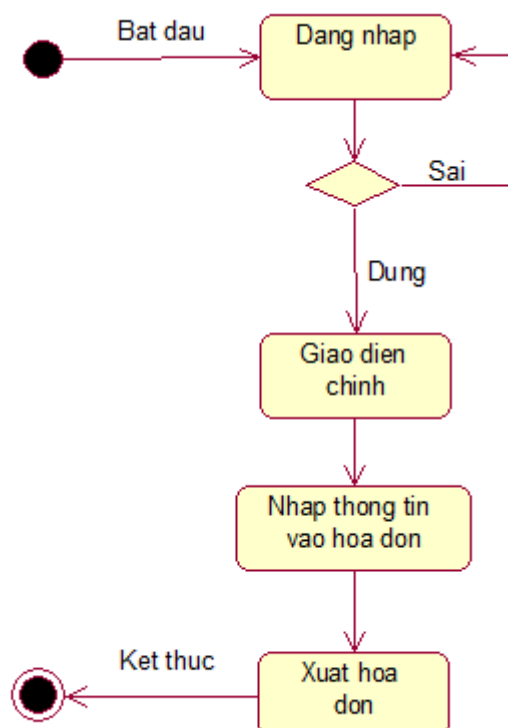 Bat dau
Dang nhap
Sai
Dung
Giao dien
chinh
Nhap thong tin
vao hoa don
Ket thuc
Xuat hoa
don